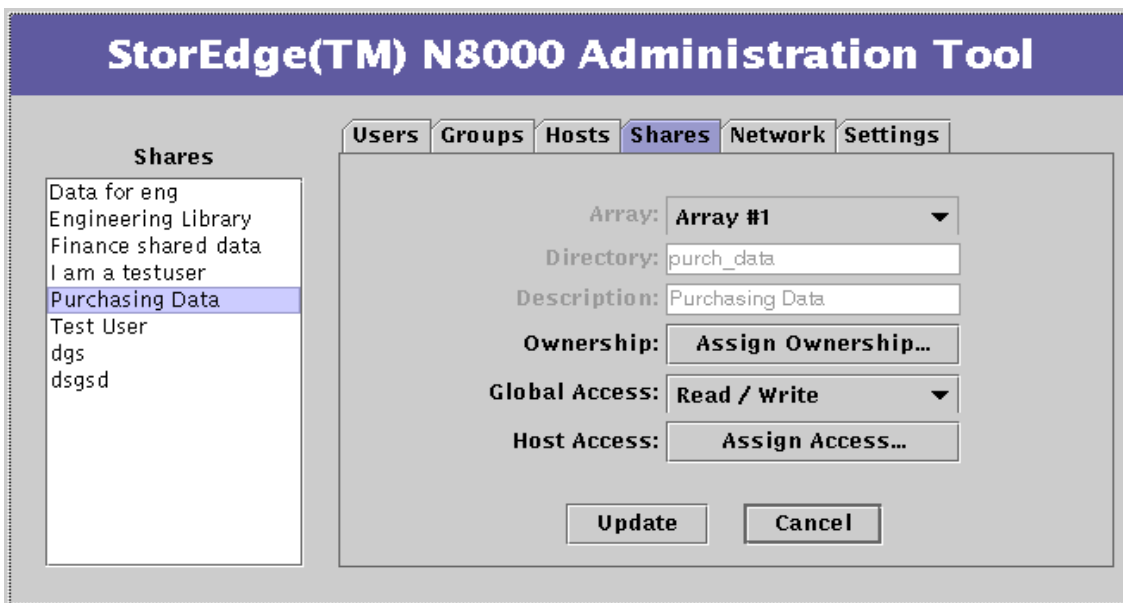 StorEdge(TM) N8000 Administration Tool
Users Groups Hosts Shares Network Settings
Shares
Data for eng
Engineering Library
Finance shared data
I am a testuser
Purchasing Data
Test User
dgs
dsgsd
Array: Array #1
Directory: purch_data
Description: Purchasing Data
Ownership: Assign Ownership...
Global Access: Read / Write
Host Access: Assign Access...
Update Cancel